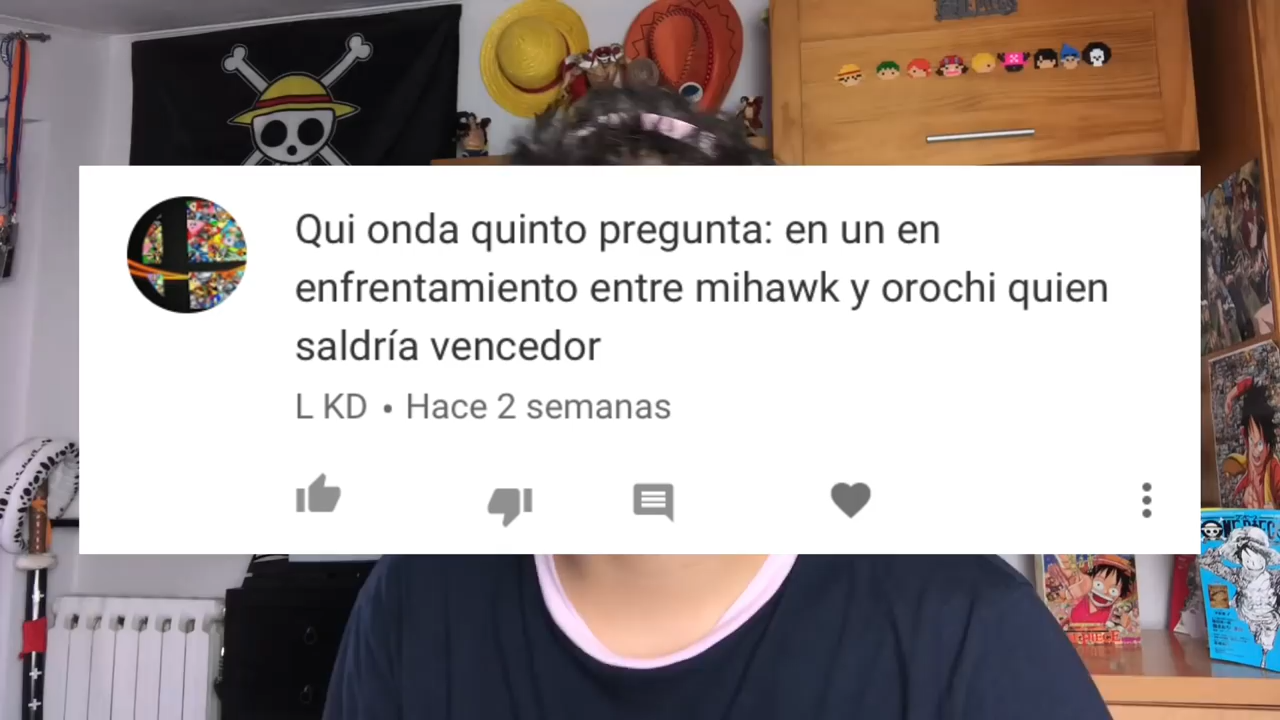 Qui onda quinto pregunta: en un en
enfrentamiento entre mihawk y orochi quien
saldría vencedor
L KD • Hace 2 semanas